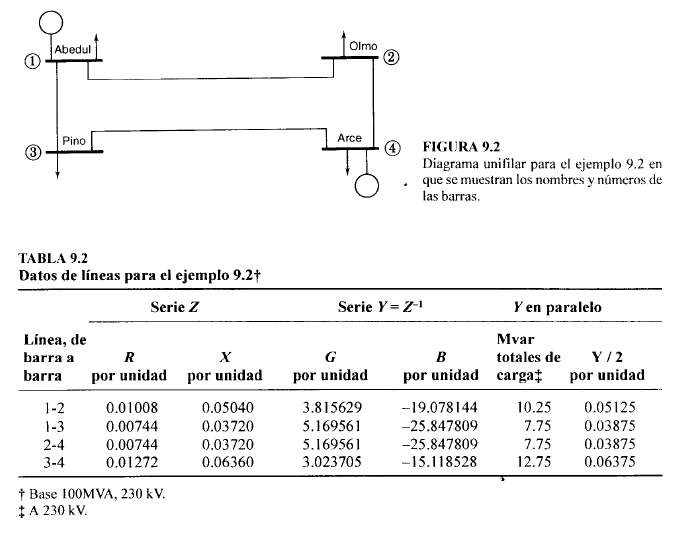 Abedul
①
Olmo
②
Pino
③
Arce
④
FIGURA 9.2
Diagrama unifilar para el ejemplo 9.2 en
que se muestran los nombres y números de
las barras.
TABLA 9.2
Datos de líneas para el ejemplo 9.2†
Serie Z Serie Y = Z⁻¹ Y en paralelo
Línea, de barra a barra R por unidad X por unidad G por unidad B por unidad Mvar totales de carga‡ Y / 2 por unidad
1-2 0.01008 0.05040 3.815629 −19.078144 10.25 0.05125
1-3 0.00744 0.03720 5.169561 −25.847809 7.75 0.03875
2-4 0.00744 0.03720 5.169561 −25.847809 7.75 0.03875
3-4 0.01272 0.06360 3.023705 −15.118528 12.75 0.06375
† Base 100MVA, 230 kV.
‡ A 230 kV.